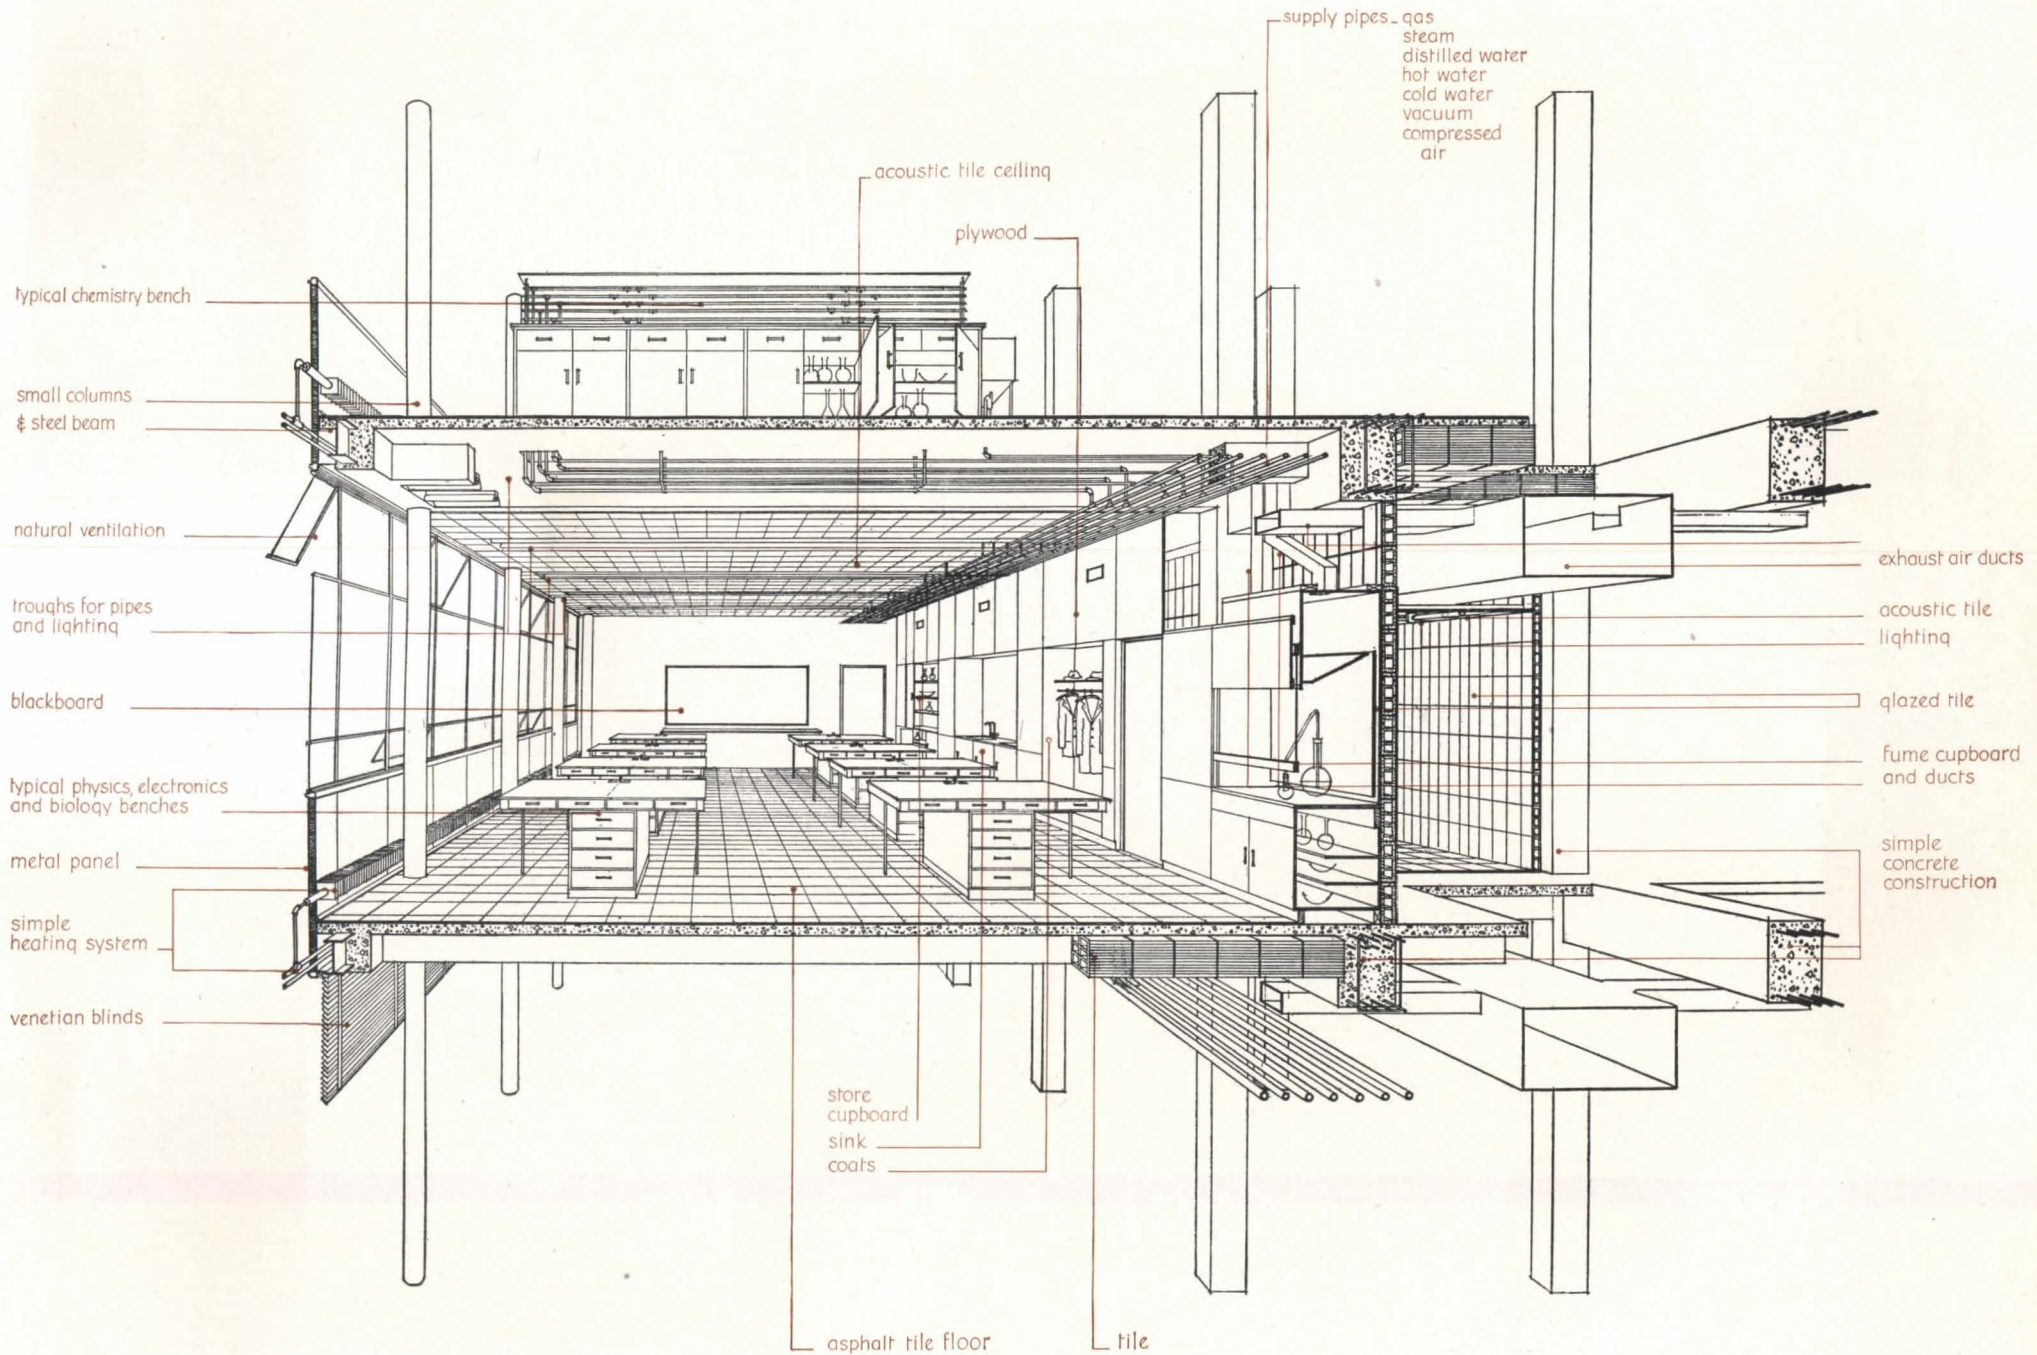 supply pipes - gas
steam
distilled water
hot water
cold water
vacuum
compressed
air
acoustic tile ceiling
plywood
typical chemistry bench
small columns
& steel beam
natural ventilation
troughs for pipes
and lighting
blackboard
typical physics, electronics
and biology benches
metal panel
simple
heating system
venetian blinds
exhaust air ducts
acoustic tile
lighting
glazed tile
fume cupboard
and ducts
simple
concrete
construction
store
cupboard
sink
coats
asphalt tile floor
tile